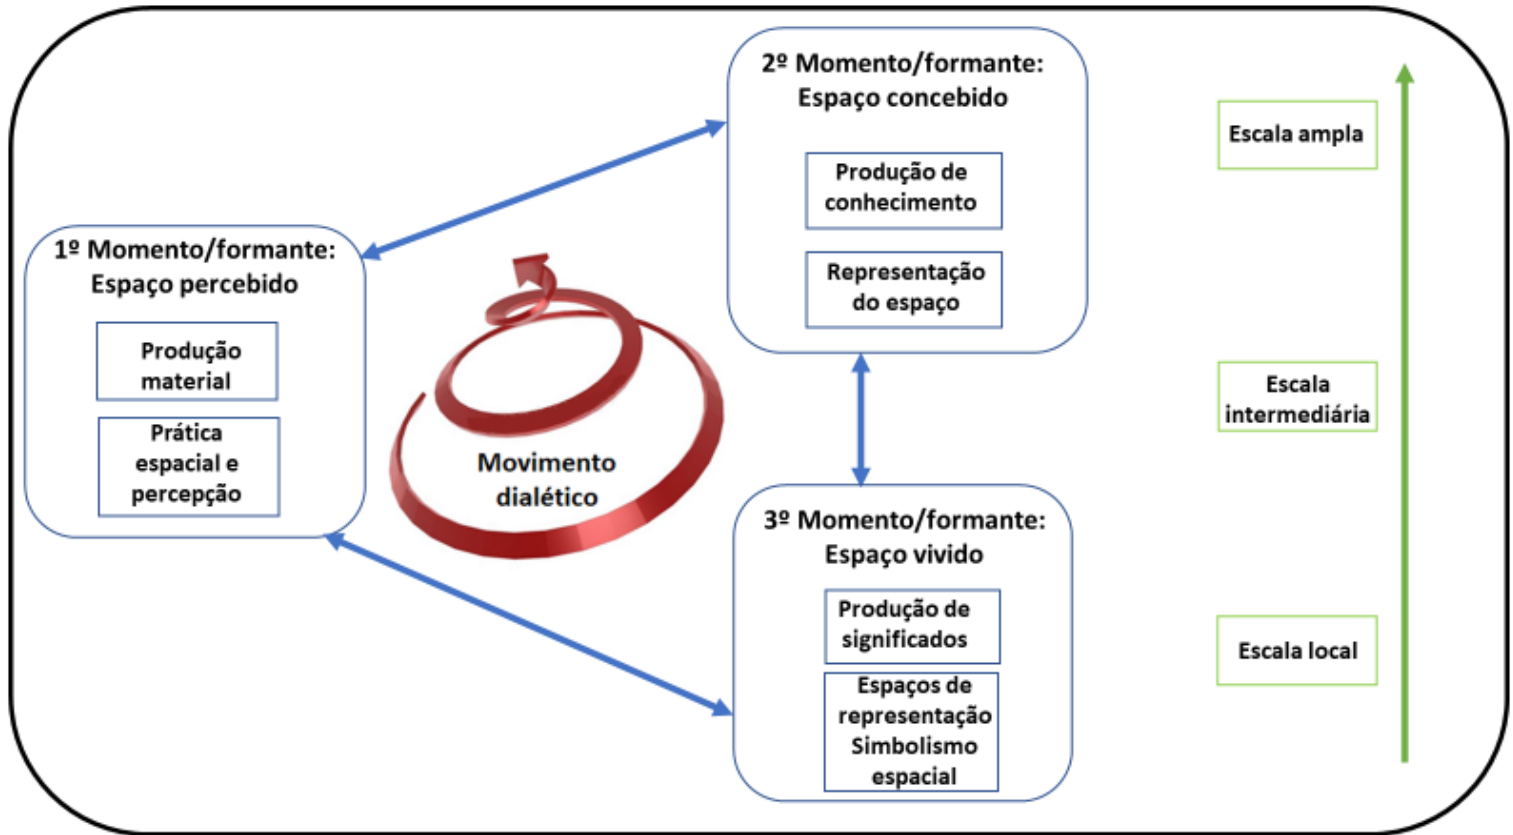 1º Momento/formante:
Espaço percebido
Produção
material
Prática
espacial e
percepção
Movimento
dialético
2º Momento/formante:
Espaço concebido
Produção de
conhecimento
Representação
do espaço
3º Momento/formante:
Espaço vivido
Produção de
significados
Espaços de
representação
Simbolismo
espacial
Escala ampla
Escala
intermediária
Escala local